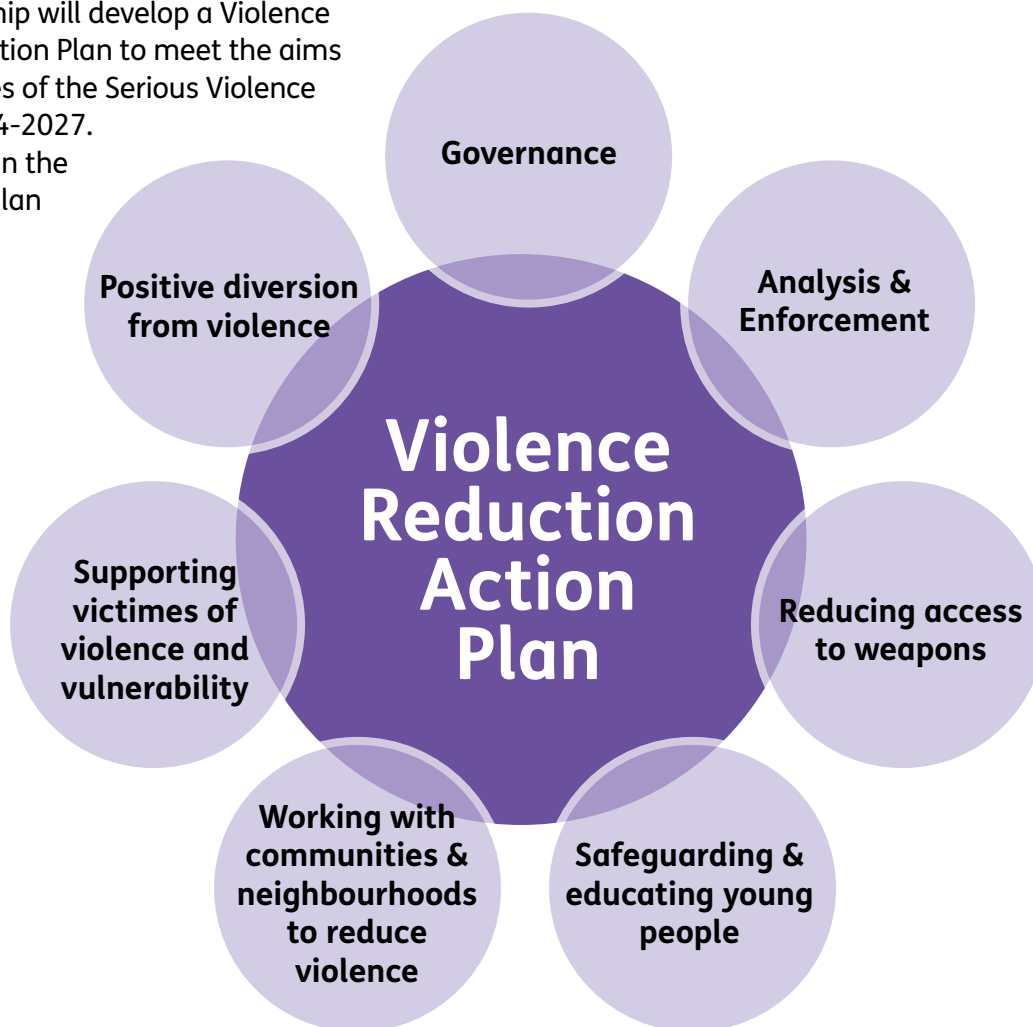 hip will develop a Violence
tion Plan to meet the aims
es of the Serious Violence
4-2027.
n the
lan
Governance
Analysis &
Enforcement
Reducing access
to weapons
Safeguarding &
educating young
people
Working with
communities &
neighbourhoods
to reduce
violence
Supporting
victimes of
violence and
vulnerability
Positive diversion
from violence
Violence
Reduction
Action
Plan